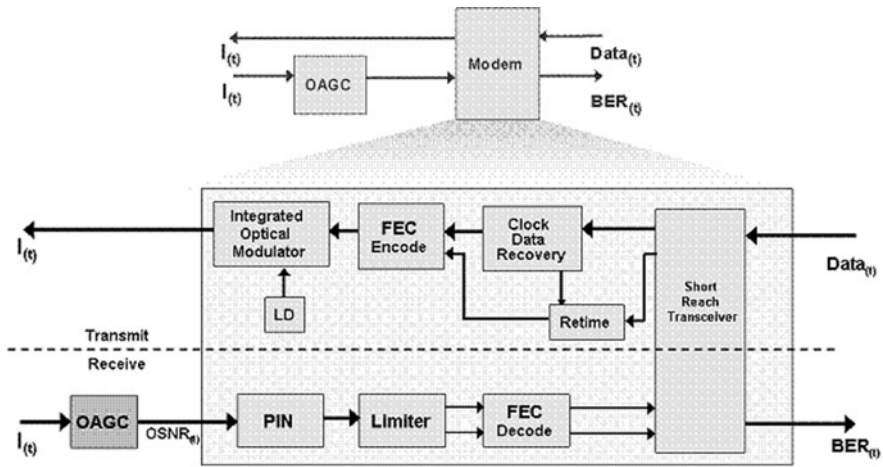 I(t)
Data(t)
I(t)
OAGC
Modem
BER(t)
I(t)
Integrated
Optical
Modulator
FEC
Encode
Clock
Data
Recovery
Data(t)
LD
Retime
Short
Reach
Transceiver
Transmit
Receive
I(t)
OAGC
PIN
Limiter
FEC
Decode
BER(t)